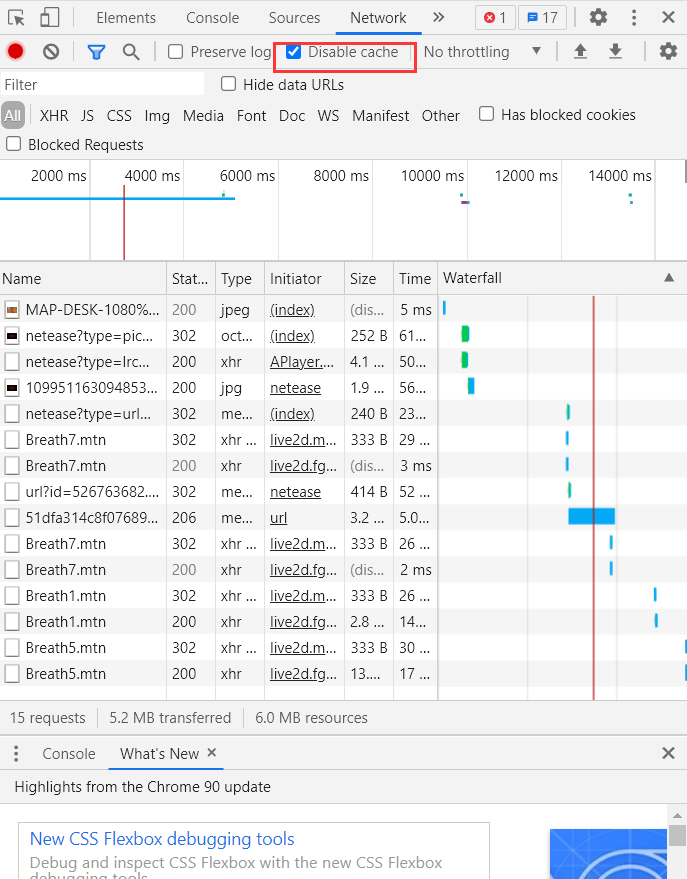 Elements Console Sources Network 1 17
Preserve log Disable cache No throttling
Filter Hide data URLs
All XHR JS CSS Img Media Font Doc WS Manifest Other Has blocked cookies
Blocked Requests
2000 ms 4000 ms 6000 ms 8000 ms 10000 ms 12000 ms 14000 ms
Name Stat... Type Initiator Size Time Waterfall
MAP-DESK-1080%... 200 jpeg (index) (dis... 5 ms
netease?type=pic... 302 oct... (index) 252 B 61...
netease?type=lrc... 200 xhr APlayer.... 4.1 ... 50...
109951163094853... 200 jpg netease 1.9 ... 56...
netease?type=url... 302 me... (index) 240 B 23...
Breath7.mtn 302 xhr ... live2d.m... 333 B 29 ...
Breath7.mtn 200 xhr live2d.fg... (dis... 3 ms
url?id=526763682.... 302 me... netease 414 B 52 ...
51dfa314c8f07689... 206 me... url 3.2 ... 5.0...
Breath7.mtn 302 xhr ... live2d.m... 333 B 26 ...
Breath7.mtn 200 xhr live2d.fg... (dis... 2 ms
Breath1.mtn 302 xhr ... live2d.m... 333 B 26 ...
Breath1.mtn 200 xhr live2d.fg... 2.8 ... 14...
Breath5.mtn 302 xhr ... live2d.m... 333 B 30 ...
Breath5.mtn 200 xhr live2d.fg... 13.... 17 ...
15 requests 5.2 MB transferred 6.0 MB resources
Console What's New
Highlights from the Chrome 90 update
New CSS Flexbox debugging tools
Debug and inspect CSS Flexbox with the new CSS Flexbox
debugging tools